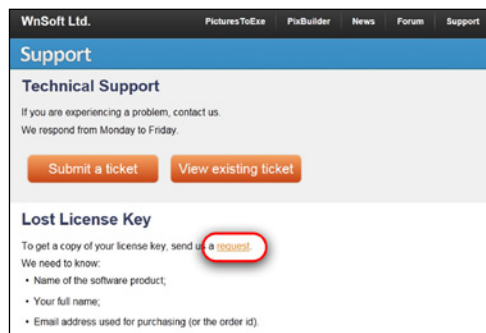 WnSoft Ltd. PicturesToExe PixBuilder News Forum Support
Support
Technical Support
If you are experiencing a problem, contact us.
We respond from Monday to Friday.
Submit a ticket View existing ticket
Lost License Key
To get a copy of your license key, send us a request.
We need to know:
• Name of the software product;
• Your full name;
• Email address used for purchasing (or the order id).